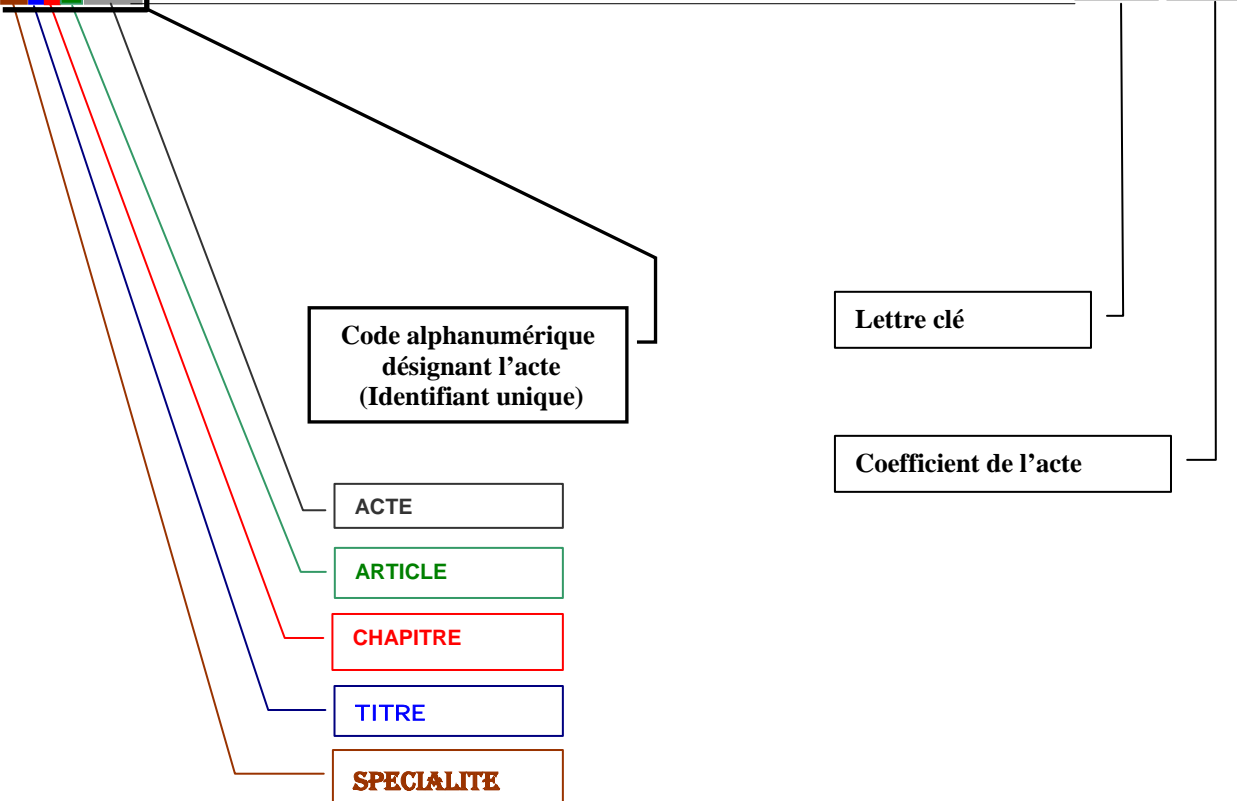 Code alphanumérique
désignant l’acte
(Identifiant unique)
Lettre clé
Coefficient de l’acte
ACTE
ARTICLE
CHAPITRE
TITRE
SPECIALITE